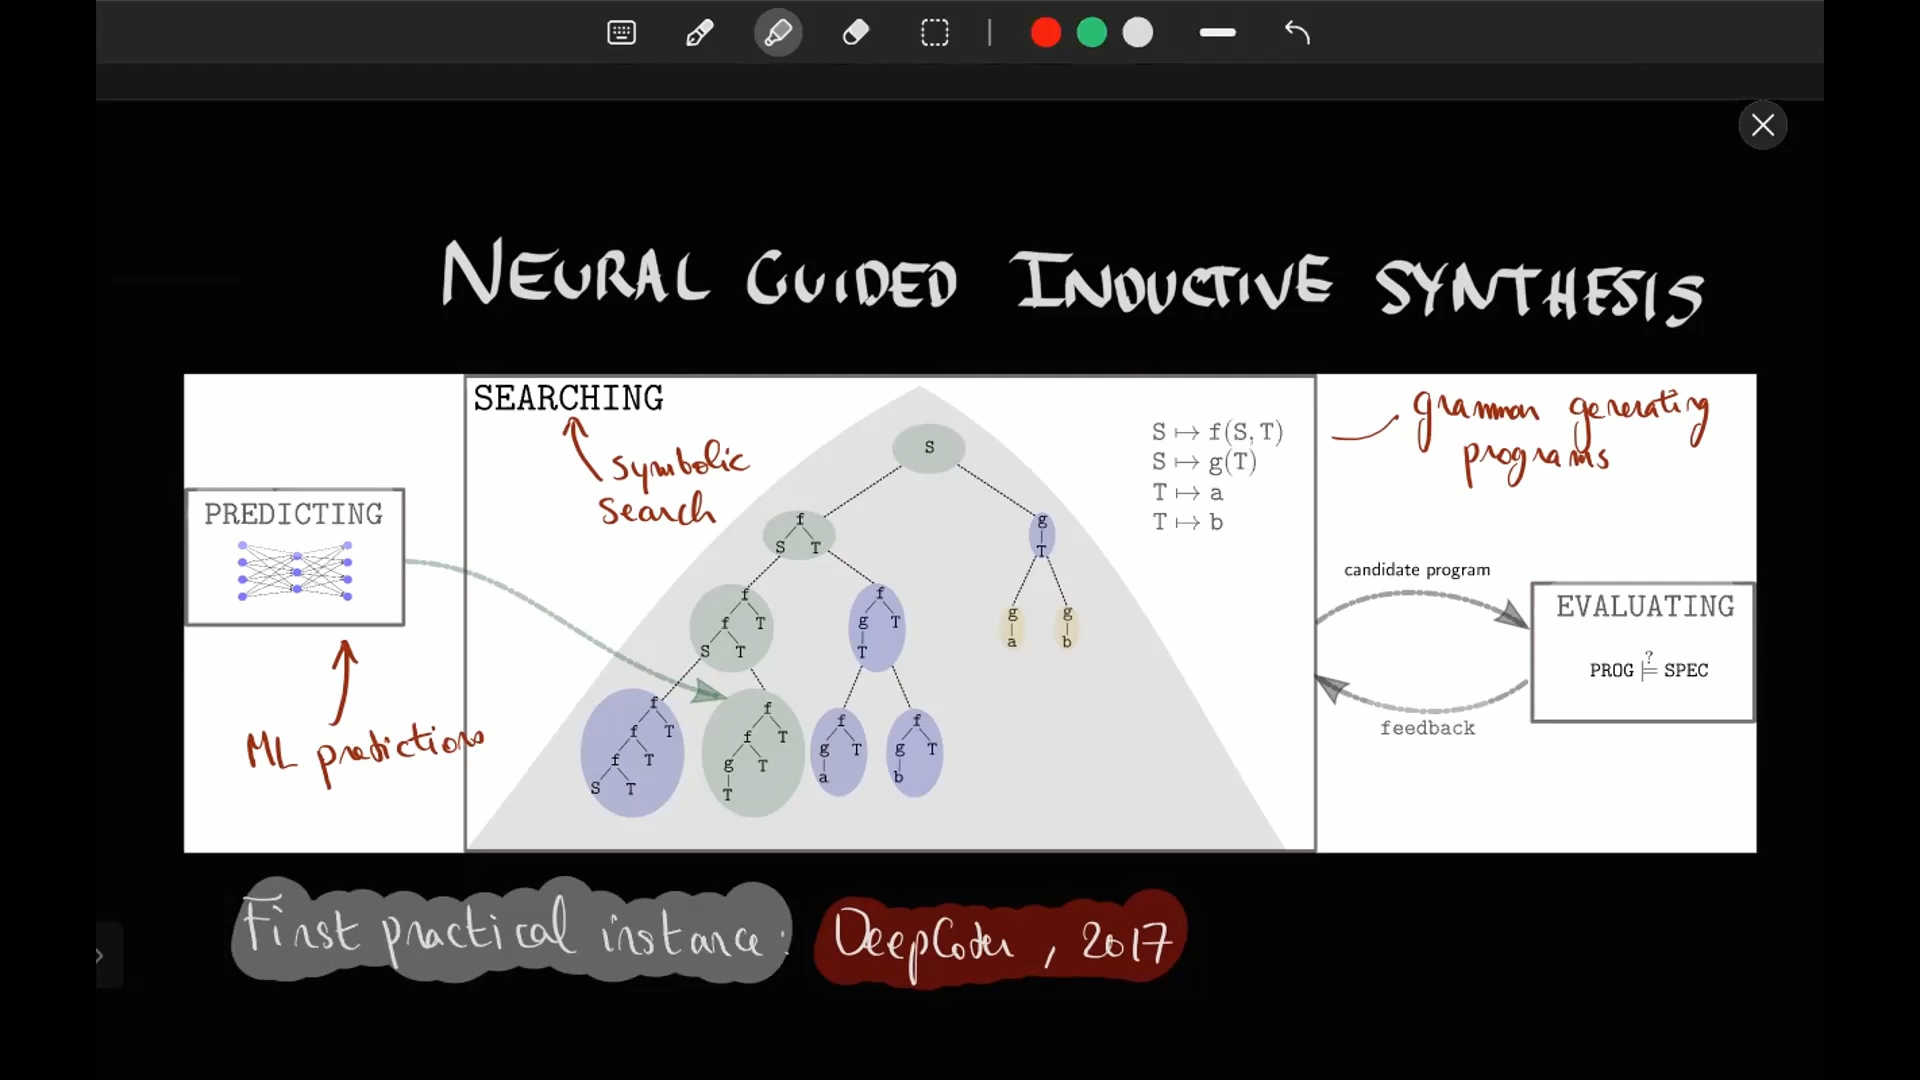 NEURAL GUIDED INDUCTIVE SYNTHESIS
SEARCHING
symbolic
search
PREDICTING
ML predictions
S
f
S T
g
T
f
f T
S T
f
g T
T
g
a
g
b
f
f T
f T
S T
f
f T
g T
T
f
g T
a
f
g T
b
S ↦ f(S, T)
S ↦ g(T)
T ↦ a
T ↦ b
grammar generating
programs
candidate program
EVALUATING
PROG ⊨? SPEC
feedback
First practical instance:
DeepCoder, 2017